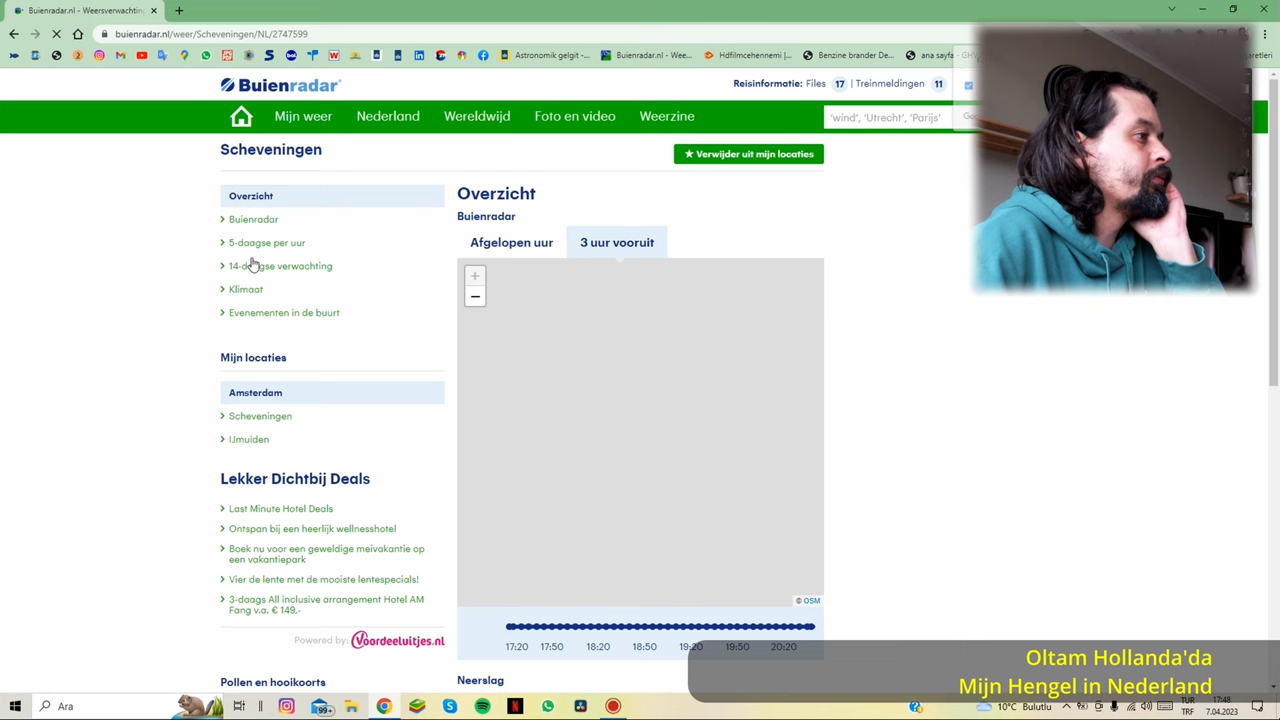 Buienradar.nl - Weersverwachting
buienradar.nl/weer/Scheveningen/NL/2747599
Astronomik gelgit -...
Buienradar.nl - Wee...
Hdfilmcehennemi |...
Benzine brander De...
ana sayfa
Buienradar
Reisinformatie: Files 17 | Treinmeldingen 11
Mijn weer
Nederland
Wereldwijd
Foto en video
Weerzine
'wind', 'Utrecht', 'Parijs'
Scheveningen
★ Verwijder uit mijn locaties
Overzicht
Buienradar
5-daagse per uur
14-daagse verwachting
Klimaat
Evenementen in de buurt
Mijn locaties
Amsterdam
Scheveningen
IJmuiden
Lekker Dichtbij Deals
Last Minute Hotel Deals
Ontspan bij een heerlijk wellnesshotel
Boek nu voor een geweldige meivakantie op
een vakantiepark
Vier de lente met de mooiste lentespecials!
3-daags All inclusive arrangement Hotel AM
Fang v.a. € 149,-
Powered by: Voordeeluitjes.nl
Pollen en hooikoorts
Overzicht
Buienradar
Afgelopen uur
3 uur vooruit
+
−
© OSM
17:20 17:50 18:20 18:50 19:20 19:50 20:20
Neerslag
Oltam Hollanda'da
Mijn Hengel in Nederland
Ara
99+
10°C Bulutlu
TUR
TRF
17:48
7.04.2023